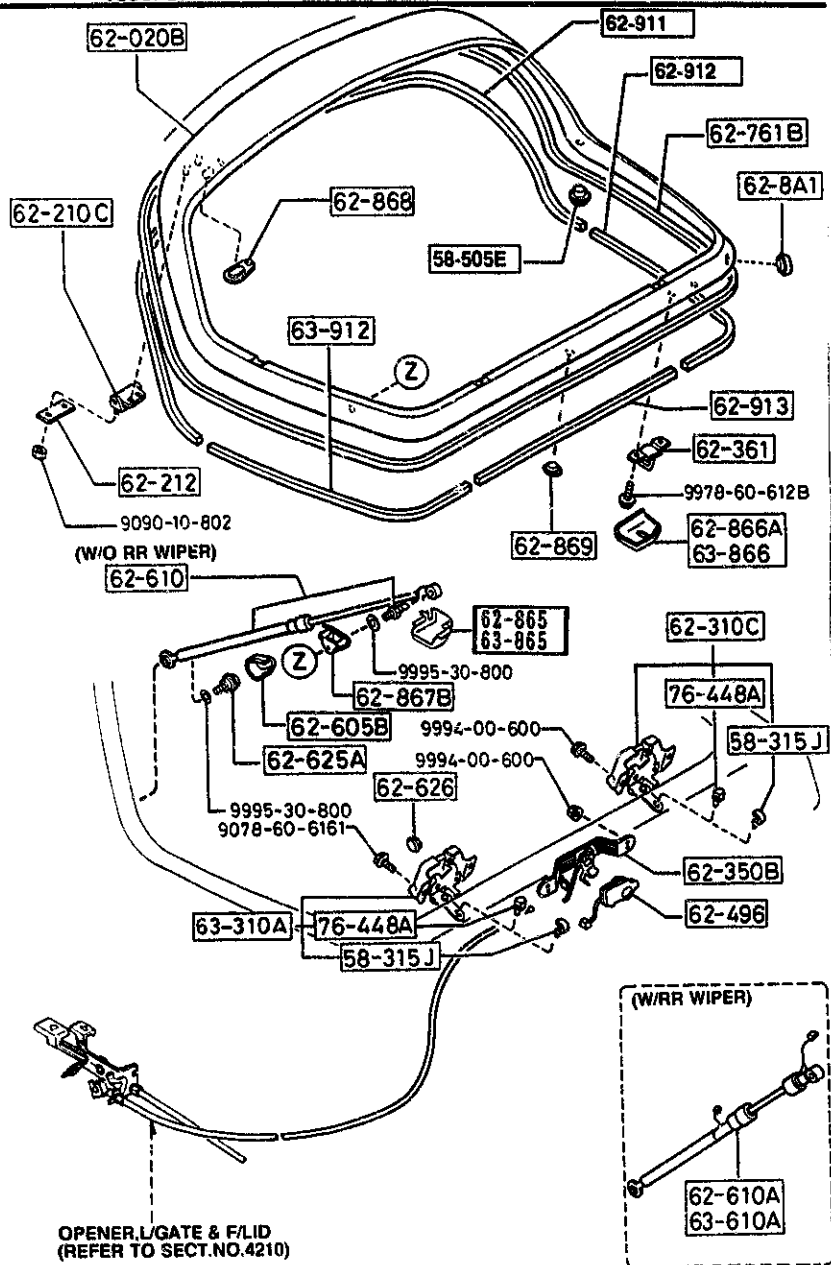 62-020B
62-911
62-912
62-761B
62-8A1
62-210C
62-868
58-505E
63-912
Z
62-913
62-361
62-212
9978-60-612B
9090-10-802
62-869
62-866A
63-866
(W/O RR WIPER)
62-610
62-865
63-865
62-310C
Z
9995-30-800
76-448A
62-867B
62-605B
9994-00-600
58-315J
62-625A
9994-00-600
62-626
9995-30-800
9078-60-6161
62-350B
62-496
63-310A
76-448A
58-315J
(W/RR WIPER)
62-610A
63-610A
OPENER,L/GATE & F/LID
(REFER TO SECT.NO.4210)